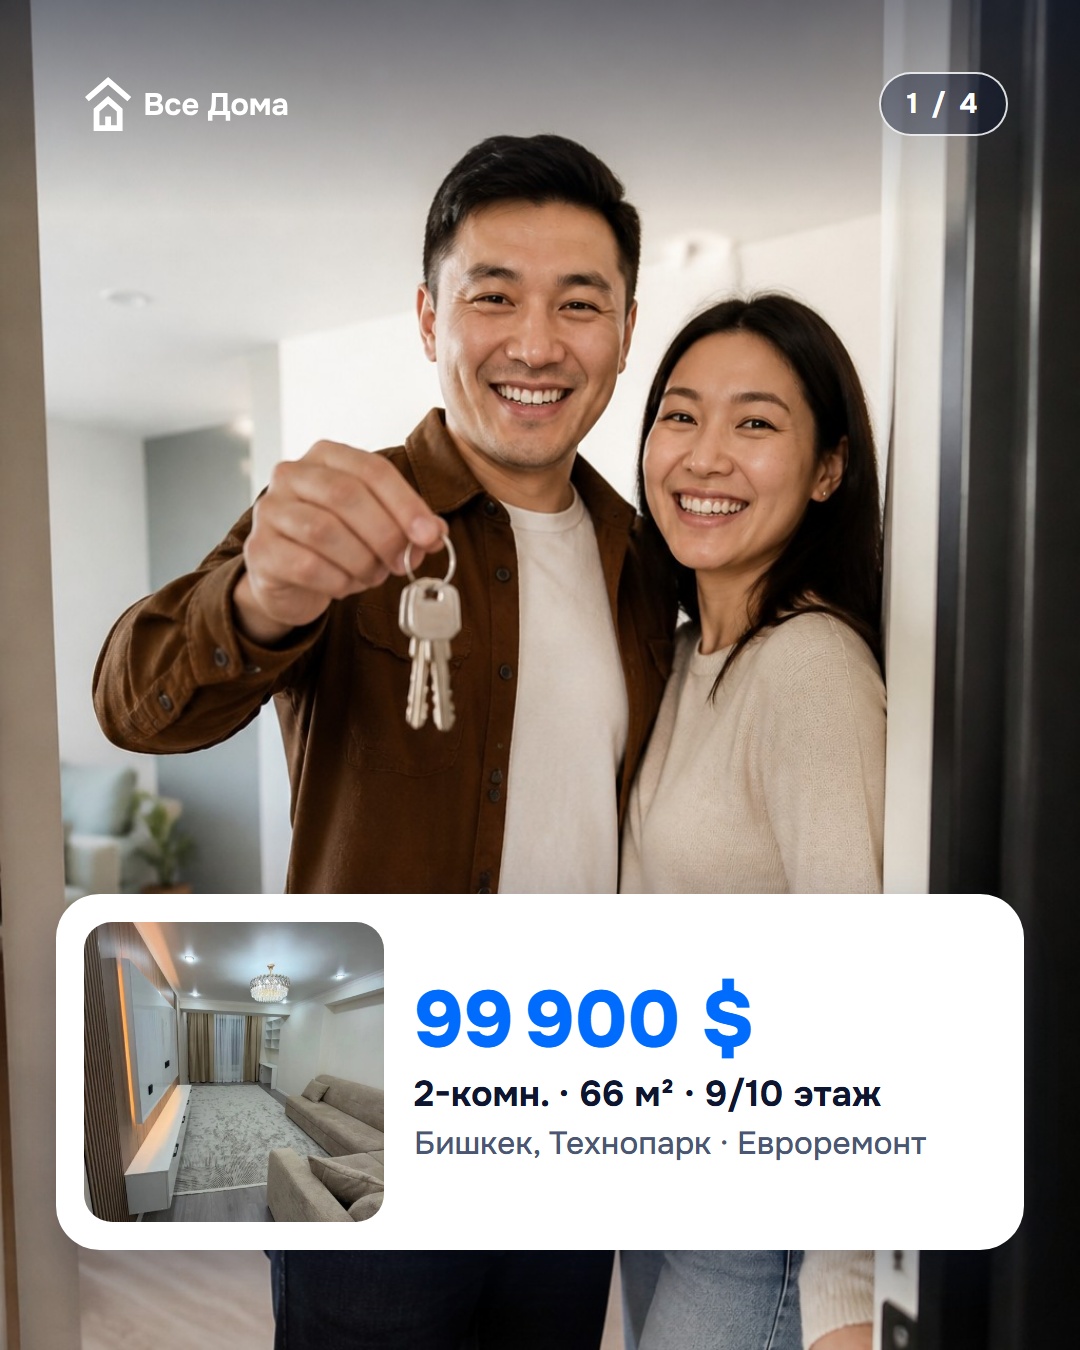 Все Дома
1 / 4
99 900 $
2-комн. · 66 м² · 9/10 этаж
Бишкек, Технопарк · Евроремонт